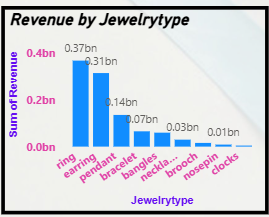 Revenue by Jewelrytype
0.4bn
0.2bn
0.0bn
Sum of Revenue
0.37bn
0.31bn
0.14bn
0.07bn
0.03bn
0.01bn
ring
earring
pendant
bracelet
bangles
neckla...
brooch
nosepin
clocks
Jewelrytype